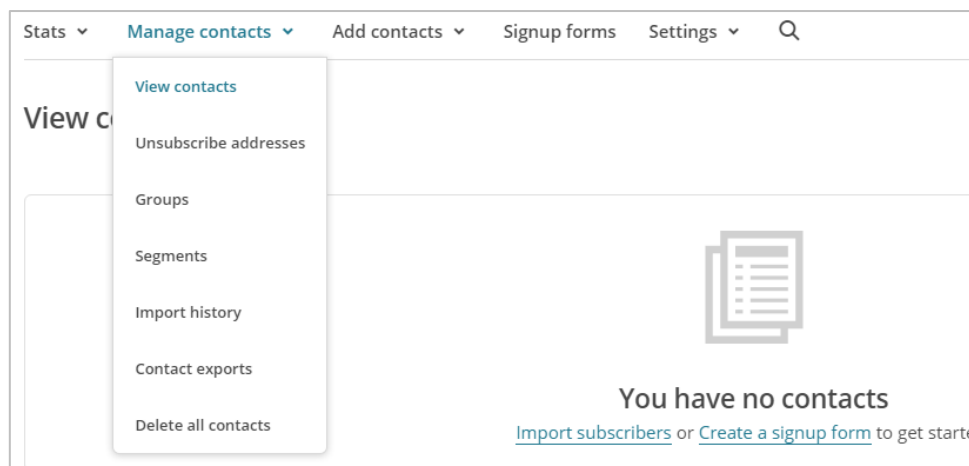 Stats Manage contacts Add contacts Signup forms Settings
View contacts
View c
Unsubscribe addresses
Groups
Segments
Import history
Contact exports
Delete all contacts
You have no contacts
Import subscribers or Create a signup form to get starte